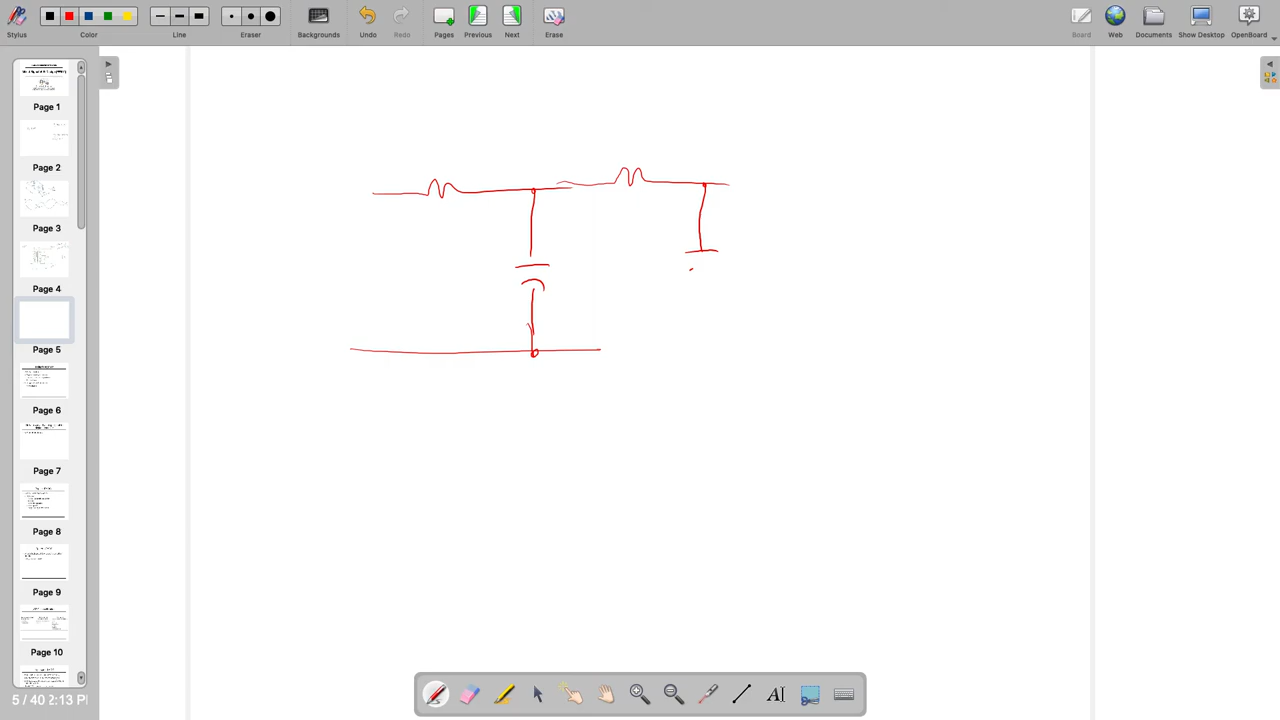 Stylus
Color
Line
Eraser
Backgrounds
Undo
Redo
Pages
Previous
Next
Erase
Board
Web
Documents
Show Desktop
OpenBoard
Page 1
Page 2
Page 3
Page 4
Page 5
Page 6
Page 7
Page 8
Page 9
Page 10
5 / 40
2:13 P